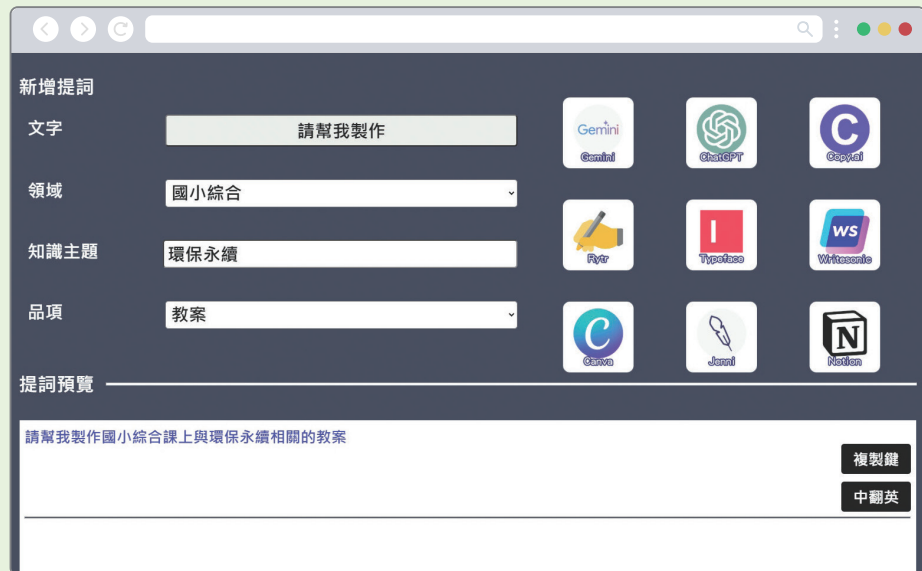 新增提詞
文字
請幫我製作
領域
國小綜合
知識主題
環保永續
品項
教案
Gemini
Gemini
ChatGPT
C
Copy.ai
Rytr
I
Typeface
WS
Writesonic
C
Canva
Jenni
N
Notion
提詞預覽
請幫我製作國小綜合課上與環保永續相關的教案
複製鍵
中翻英